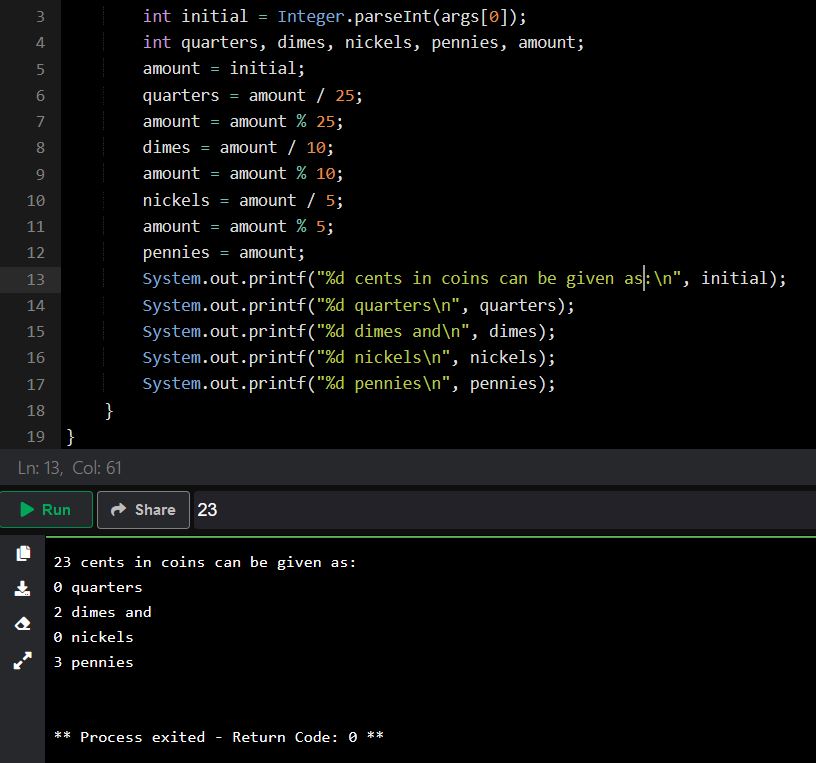 3 int initial = Integer.parseInt(args[0]);
4 int quarters, dimes, nickels, pennies, amount;
5 amount = initial;
6 quarters = amount / 25;
7 amount = amount % 25;
8 dimes = amount / 10;
9 amount = amount % 10;
10 nickels = amount / 5;
11 amount = amount % 5;
12 pennies = amount;
13 System.out.printf("%d cents in coins can be given as:\n", initial);
14 System.out.printf("%d quarters\n", quarters);
15 System.out.printf("%d dimes and\n", dimes);
16 System.out.printf("%d nickels\n", nickels);
17 System.out.printf("%d pennies\n", pennies);
18 }
19 }
Ln: 13, Col: 61
Run Share 23
23 cents in coins can be given as:
0 quarters
2 dimes and
0 nickels
3 pennies
** Process exited - Return Code: 0 **